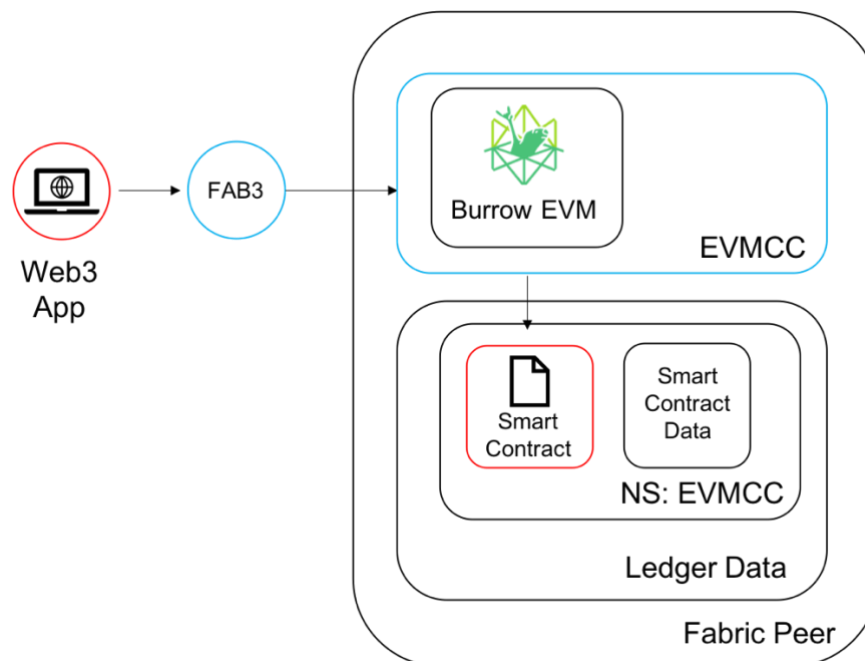 Web3
App
FAB3
Burrow EVM
EVMCC
Smart
Contract
Smart
Contract
Data
NS: EVMCC
Ledger Data
Fabric Peer